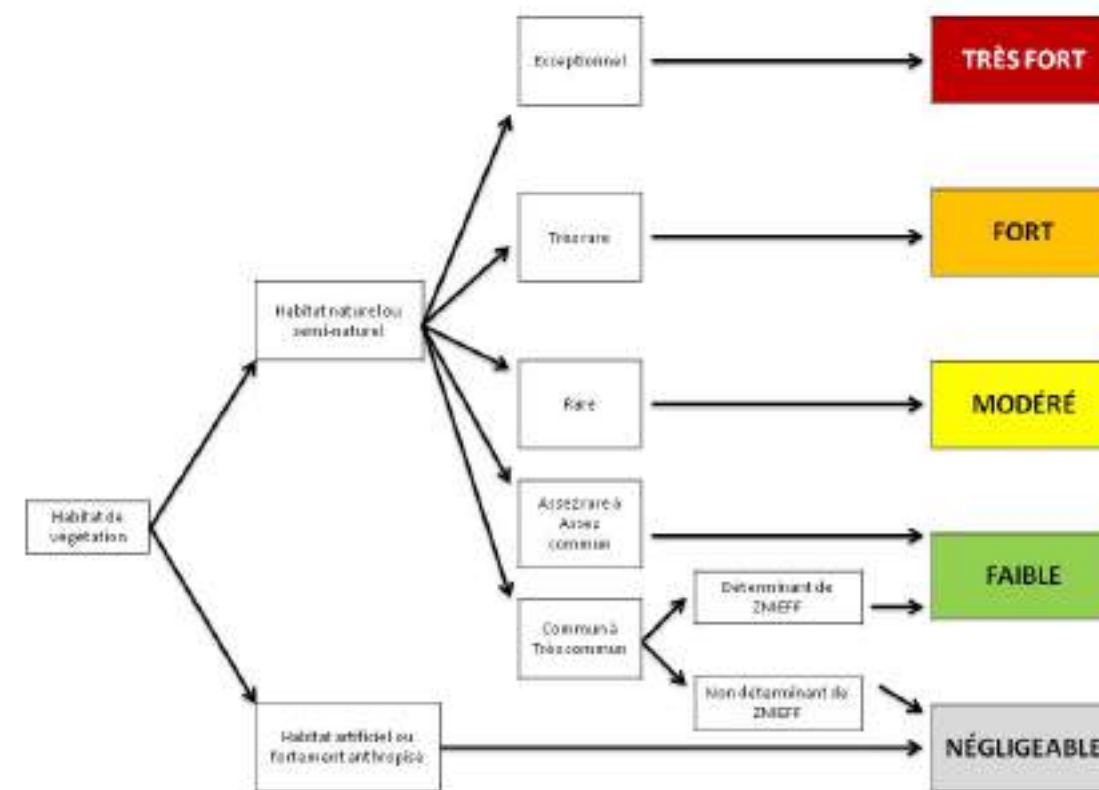 Exceptionnel
TRÈS FORT
Très rare
FORT
Habitat naturel ou
semi-naturel
Rare
MODÉRÉ
Assez rare à
Assez
commun
Habitat de
végétation
FAIBLE
Déterminant de
ZNIEFF
Commun à
Très commun
Non déterminant de
ZNIEFF
Habitat artificiel ou
fortement anthropisé
NÉGLIGEABLE